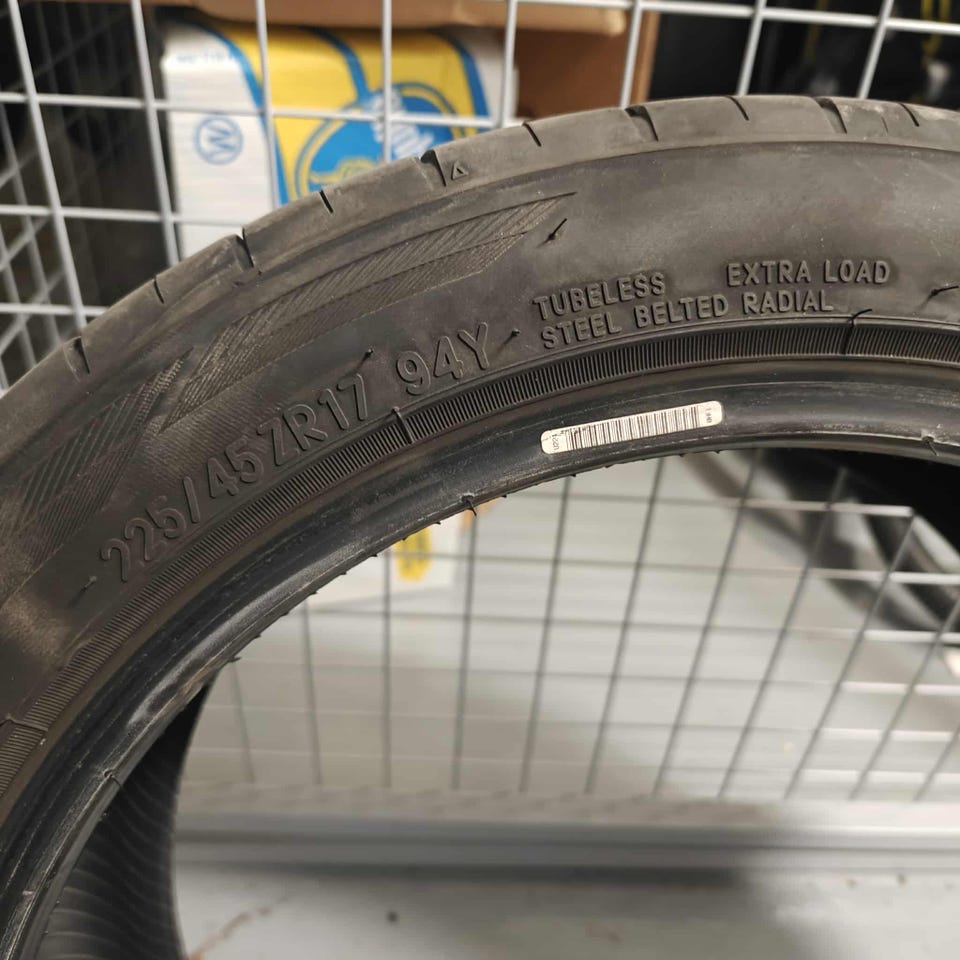 225/45ZR17 94Y
TUBELESS EXTRA LOAD
STEEL BELTED RADIAL